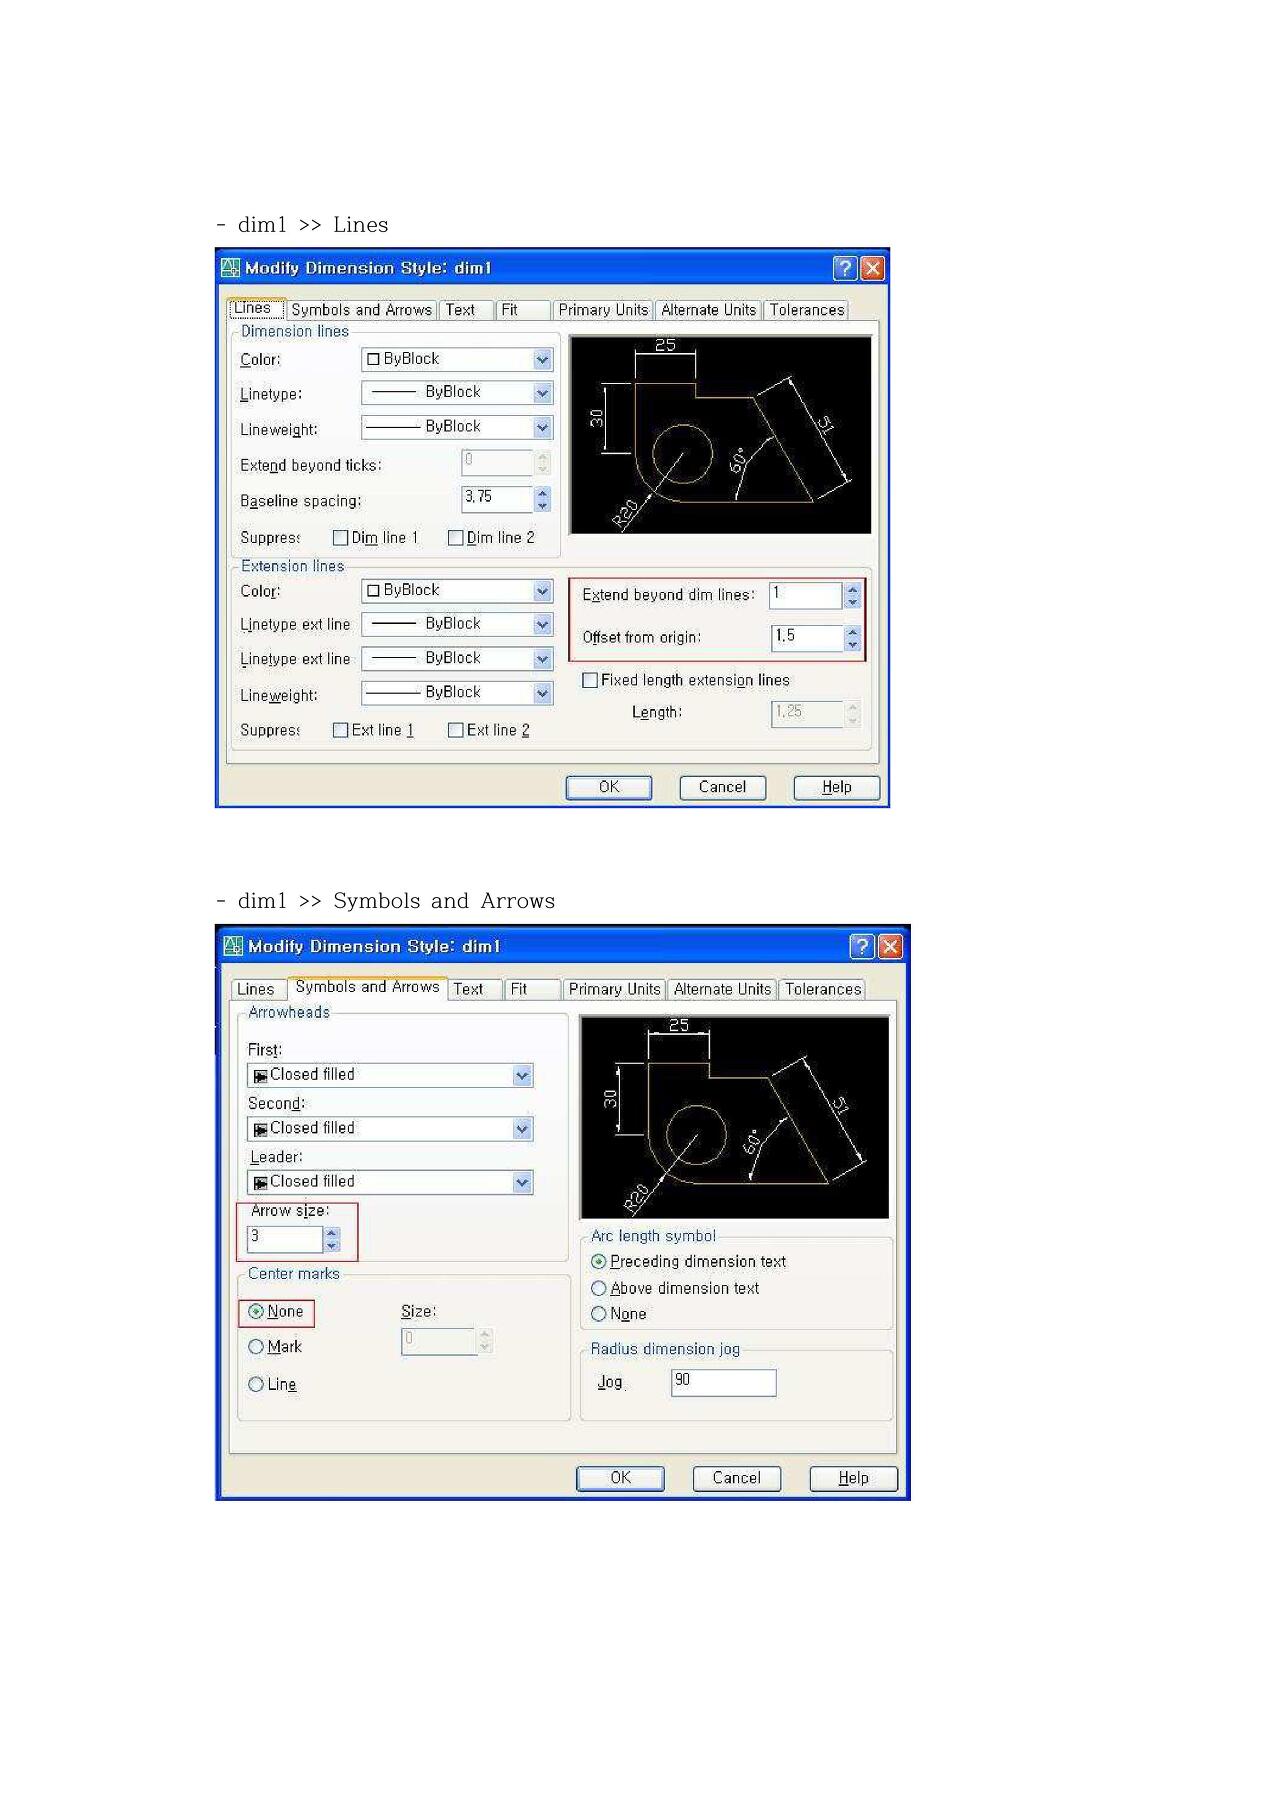 - dim1 >> Lines
Modify Dimension Style: dim1
Lines Symbols and Arrows Text Fit Primary Units Alternate Units Tolerances
Dimension lines
Color: ByBlock
Linetype: ByBlock
Lineweight: ByBlock
Extend beyond ticks: 0
Baseline spacing: 3.75
Suppress Dim line 1 Dim line 2
25
30
51
60°
R20
Extension lines
Color: ByBlock
Linetype ext line ByBlock
Linetype ext line ByBlock
Lineweight: ByBlock
Suppress Ext line 1 Ext line 2
Extend beyond dim lines: 1
Offset from origin: 1.5
Fixed length extension lines
Length: 1.25
OK Cancel Help
- dim1 >> Symbols and Arrows
Modify Dimension Style: dim1
Lines Symbols and Arrows Text Fit Primary Units Alternate Units Tolerances
Arrowheads
First:
Closed filled
Second:
Closed filled
Leader:
Closed filled
Arrow size:
3
Center marks
None Size:
0
Mark
Line
25
30
51
60°
R20
Arc length symbol
Preceding dimension text
Above dimension text
None
Radius dimension jog
Jog 90
OK Cancel Help